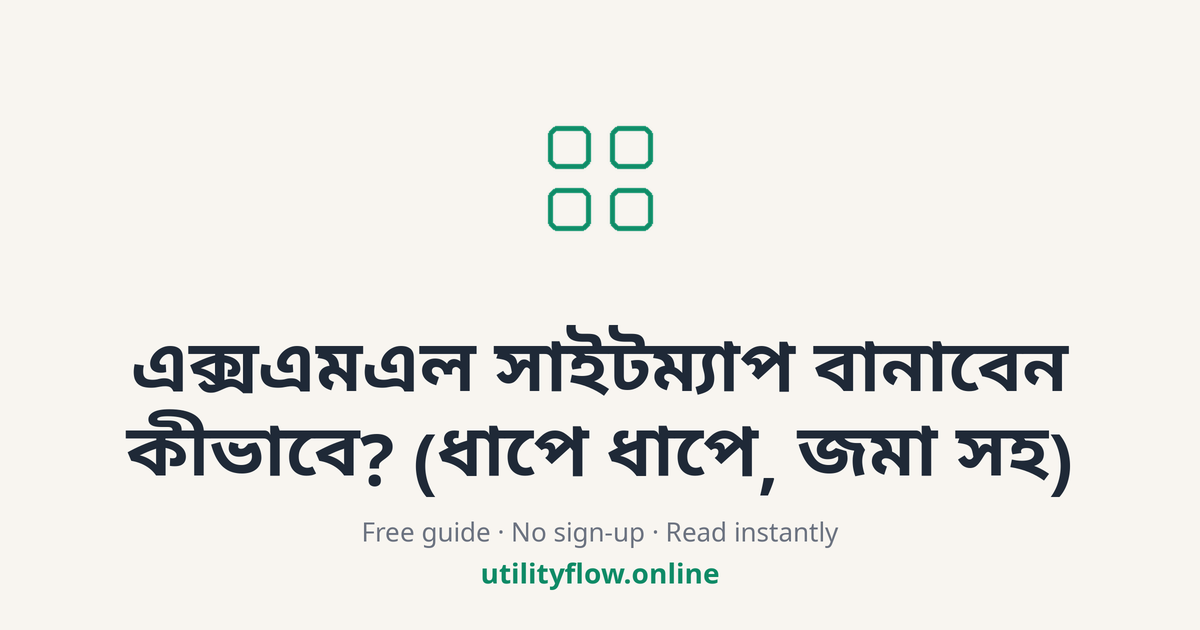 এক্সএমএল সাইটম্যাপ বানাবেন
কীভাবে? (ধাপে ধাপে, জমা সহ)
Free guide · No sign-up · Read instantly
utilityflow.online